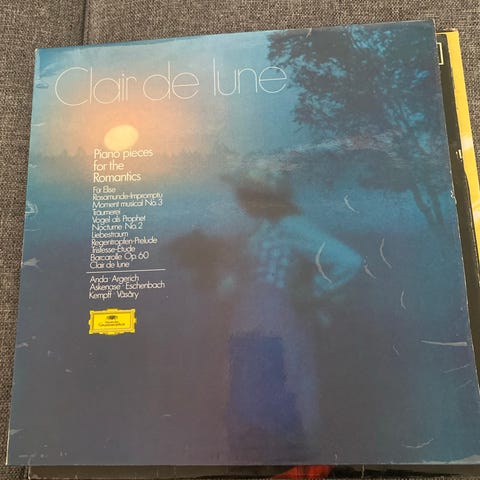 Clair de lune
Piano pieces
for the
Romantics
Für Elise
Rosamunde-Impromptu
Moment musical No. 3
Träumerei
Vogel als Prophet
Nocturne No. 2
Liebestraum
Regentropfen-Prelude
Tristesse-Etude
Barcarolle Op. 60
Clair de lune
Anda · Argerich
Askenase · Eschenbach
Kempff · Vásáry
Deutsche
Grammophon